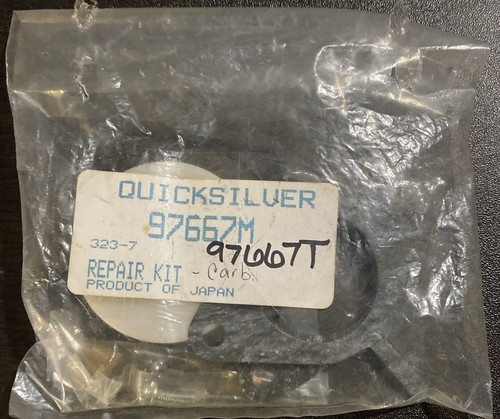 QUICKSILVER
97667M
323-7 97667T
REPAIR KIT - Carb.
PRODUCT OF JAPAN